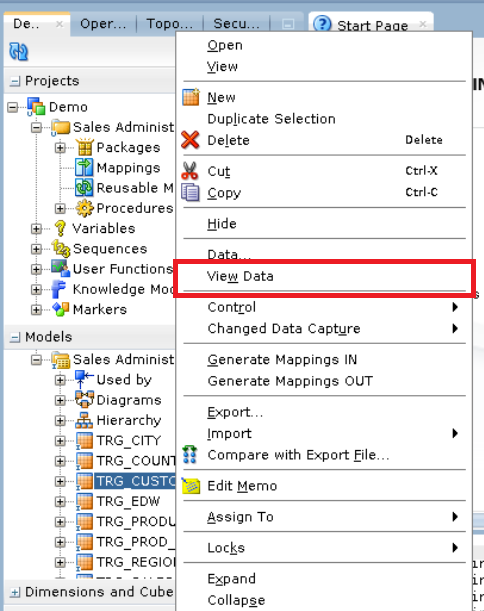 De.. × Oper... Topo... Secu... Start Page ×
Projects
Demo
Sales Administ
Packages
Mappings
Reusable M
Procedures
Variables
Sequences
User Functions
Knowledge Mo
Markers
Models
Sales Administ
Used by
Diagrams
Hierarchy
TRG_CITY
TRG_COUNT
TRG_CUSTO
TRG_EDW
TRG_PRODU
TRG_PROD_
TRG_REGIO
Dimensions and Cube
Open
View
New
Duplicate Selection
Delete Delete
Cut Ctrl-X
Copy Ctrl-C
Hide
Data...
View Data
Control
Changed Data Capture
Generate Mappings IN
Generate Mappings OUT
Export...
Import
Compare with Export File...
Edit Memo
Assign To
Locks
Expand
Collapse